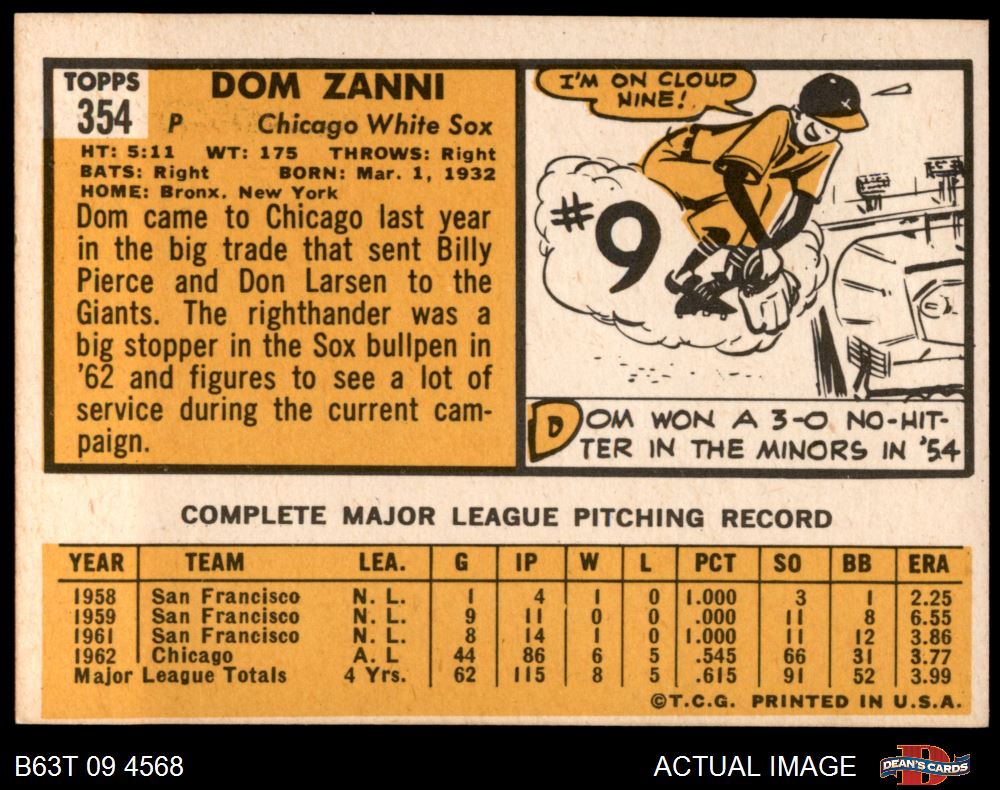 TOPPS
354
DOM ZANNI
P Chicago White Sox
HT: 5:11 WT: 175 THROWS: Right
BATS: Right BORN: Mar. 1, 1932
HOME: Bronx, New York
Dom came to Chicago last year
in the big trade that sent Billy
Pierce and Don Larsen to the
Giants. The righthander was a
big stopper in the Sox bullpen in
'62 and figures to see a lot of
service during the current cam-
paign.
I'M ON CLOUD
NINE!
#9
DOM WON A 3-0 NO-HIT-
TER IN THE MINORS IN '54
COMPLETE MAJOR LEAGUE PITCHING RECORD
YEAR TEAM LEA. G IP W L PCT SO BB ERA
1958 San Francisco N. L. 1 4 1 0 1.000 3 1 2.25
1959 San Francisco N. L. 9 11 0 0 .000 11 8 6.55
1961 San Francisco N. L. 8 14 1 0 1.000 11 12 3.86
1962 Chicago A. L 44 86 6 5 .545 66 31 3.77
Major League Totals 4 Yrs. 62 115 8 5 .615 91 52 3.99
©T.C.G. PRINTED IN U.S.A.
B63T 09 4568
ACTUAL IMAGE
DEAN'S CARDS